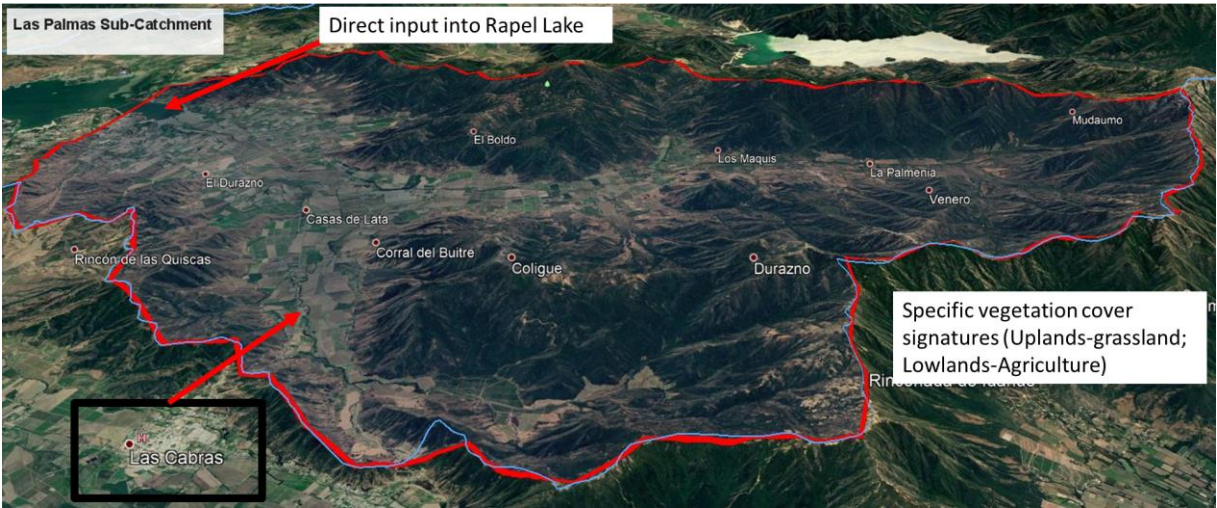 Las Palmas Sub-Catchment
Direct input into Rapel Lake
Mudaumo
El Boldo
Los Maquis
La Palmenia
El Durazno
Venero
Casas de Lata
Corral del Buitre
Rincón de las Quiscas
Coligue
Durazno
Specific vegetation cover
signatures (Uplands-grassland;
Lowlands-Agriculture)
H
Las Cabras